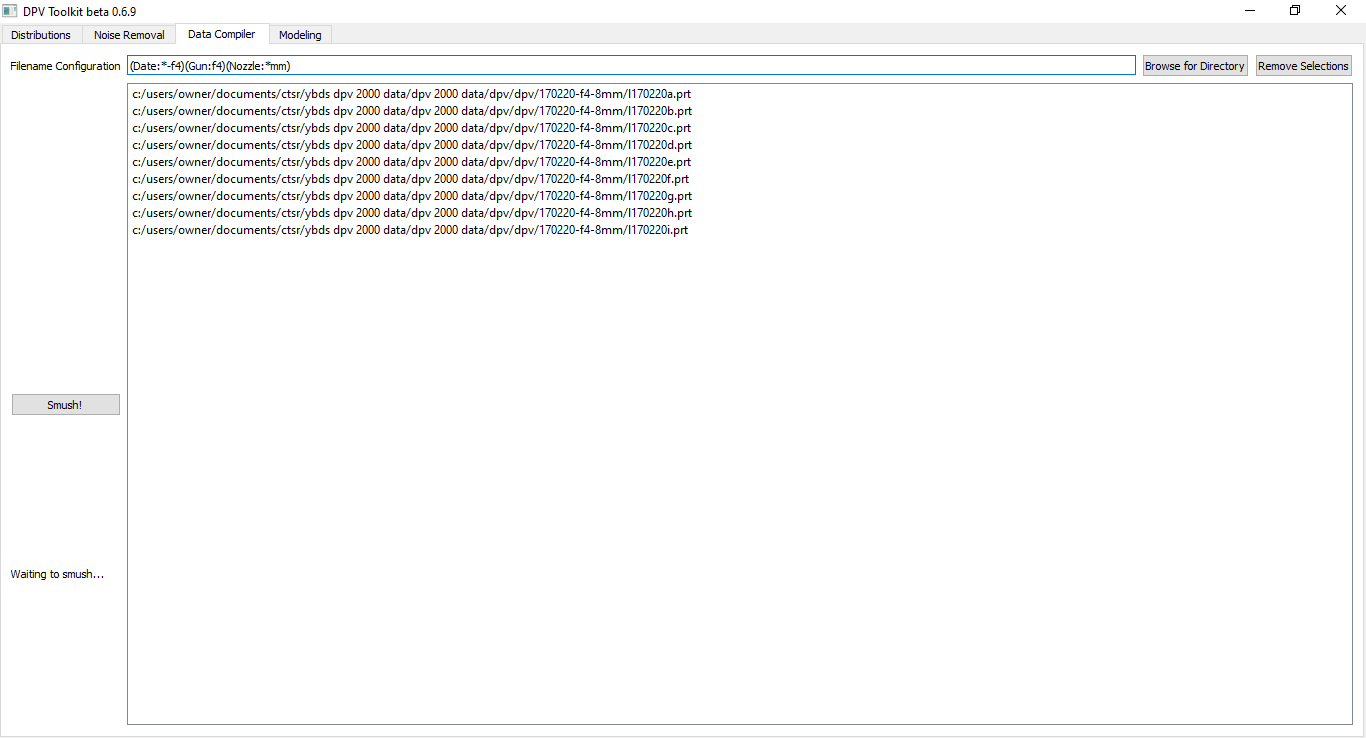 DPV Toolkit beta 0.6.9
Distributions Noise Removal Data Compiler Modeling
Filename Configuration (Date:*-f4)(Gun:f4)(Nozzle:*mm) Browse for Directory Remove Selections
c:/users/owner/documents/ctsr/ybds dpv 2000 data/dpv 2000 data/dpv/dpv/170220-f4-8mm/l170220a.prt
c:/users/owner/documents/ctsr/ybds dpv 2000 data/dpv 2000 data/dpv/dpv/170220-f4-8mm/l170220b.prt
c:/users/owner/documents/ctsr/ybds dpv 2000 data/dpv 2000 data/dpv/dpv/170220-f4-8mm/l170220c.prt
c:/users/owner/documents/ctsr/ybds dpv 2000 data/dpv 2000 data/dpv/dpv/170220-f4-8mm/l170220d.prt
c:/users/owner/documents/ctsr/ybds dpv 2000 data/dpv 2000 data/dpv/dpv/170220-f4-8mm/l170220e.prt
c:/users/owner/documents/ctsr/ybds dpv 2000 data/dpv 2000 data/dpv/dpv/170220-f4-8mm/l170220f.prt
c:/users/owner/documents/ctsr/ybds dpv 2000 data/dpv 2000 data/dpv/dpv/170220-f4-8mm/l170220g.prt
c:/users/owner/documents/ctsr/ybds dpv 2000 data/dpv 2000 data/dpv/dpv/170220-f4-8mm/l170220h.prt
c:/users/owner/documents/ctsr/ybds dpv 2000 data/dpv 2000 data/dpv/dpv/170220-f4-8mm/l170220i.prt
Smush!
Waiting to smush...